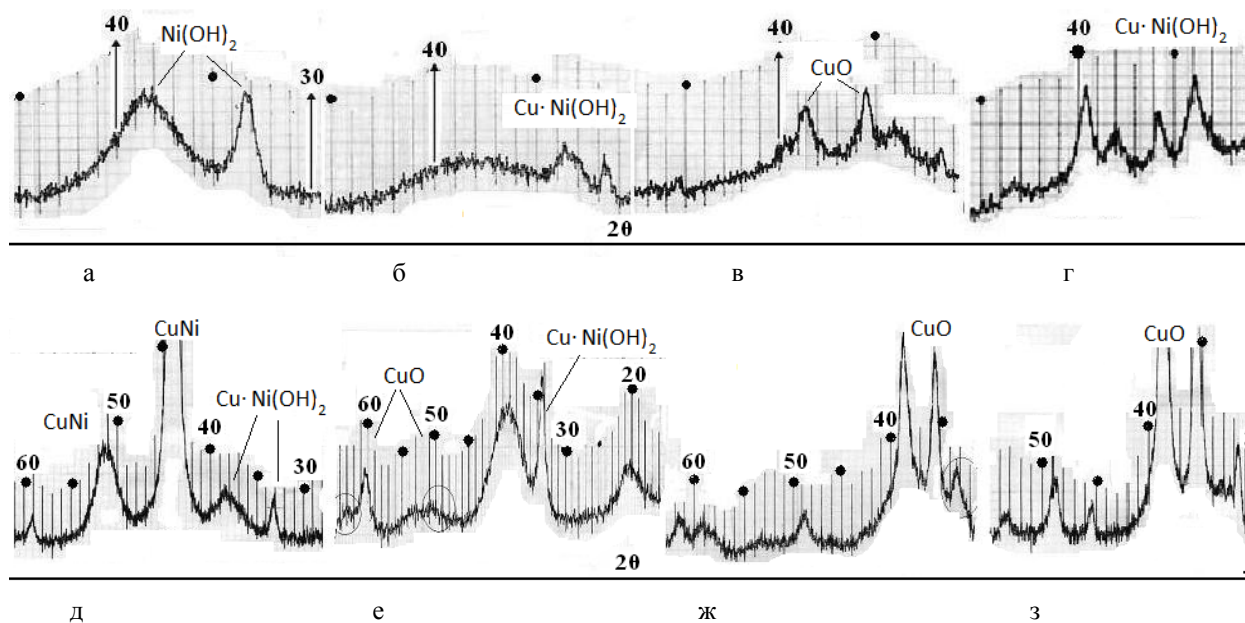 40
Ni(OH)2
30
40
Cu· Ni(OH)2
40
CuO
40
Cu· Ni(OH)2
2θ
а
б
в
г
CuNi
CuNi
50
Cu· Ni(OH)2
60
40
30
40
Cu· Ni(OH)2
CuO
60
50
20
30
CuO
40
60
50
CuO
40
50
2θ
д
е
ж
з